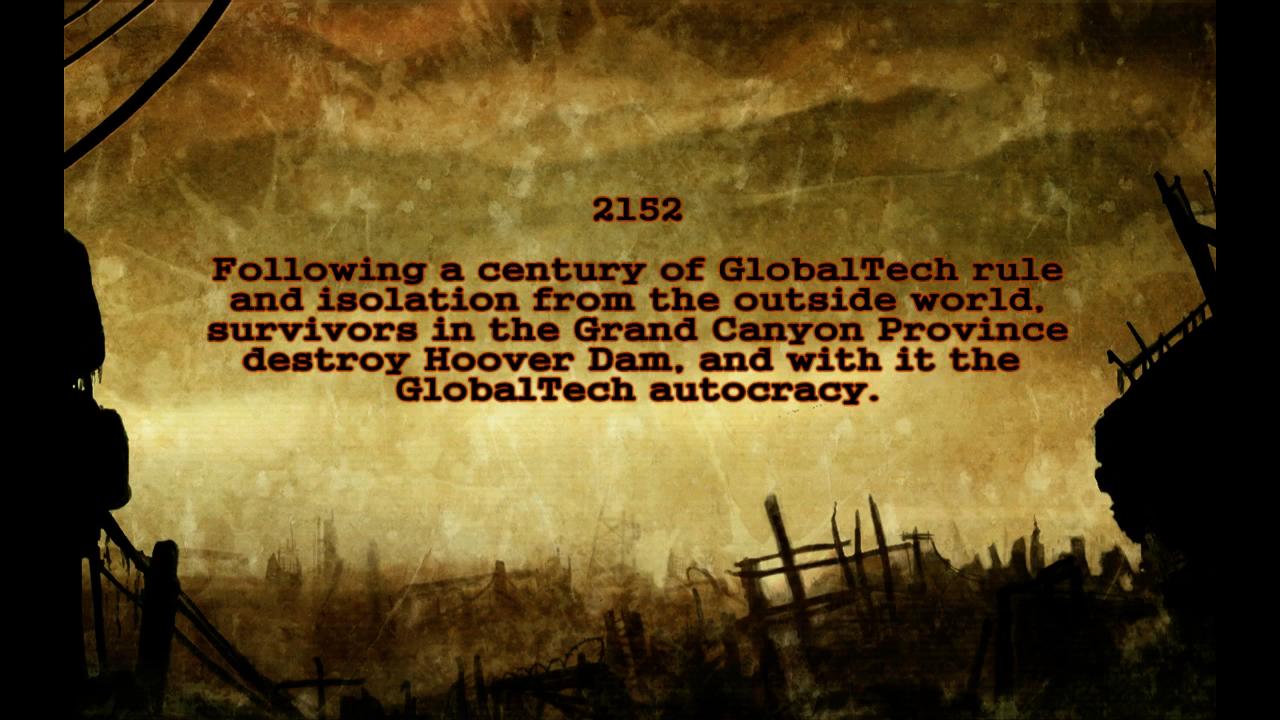 2152
Following a century of GlobalTech rule
and isolation from the outside world,
survivors in the Grand Canyon Province
destroy Hoover Dam, and with it the
GlobalTech autocracy.